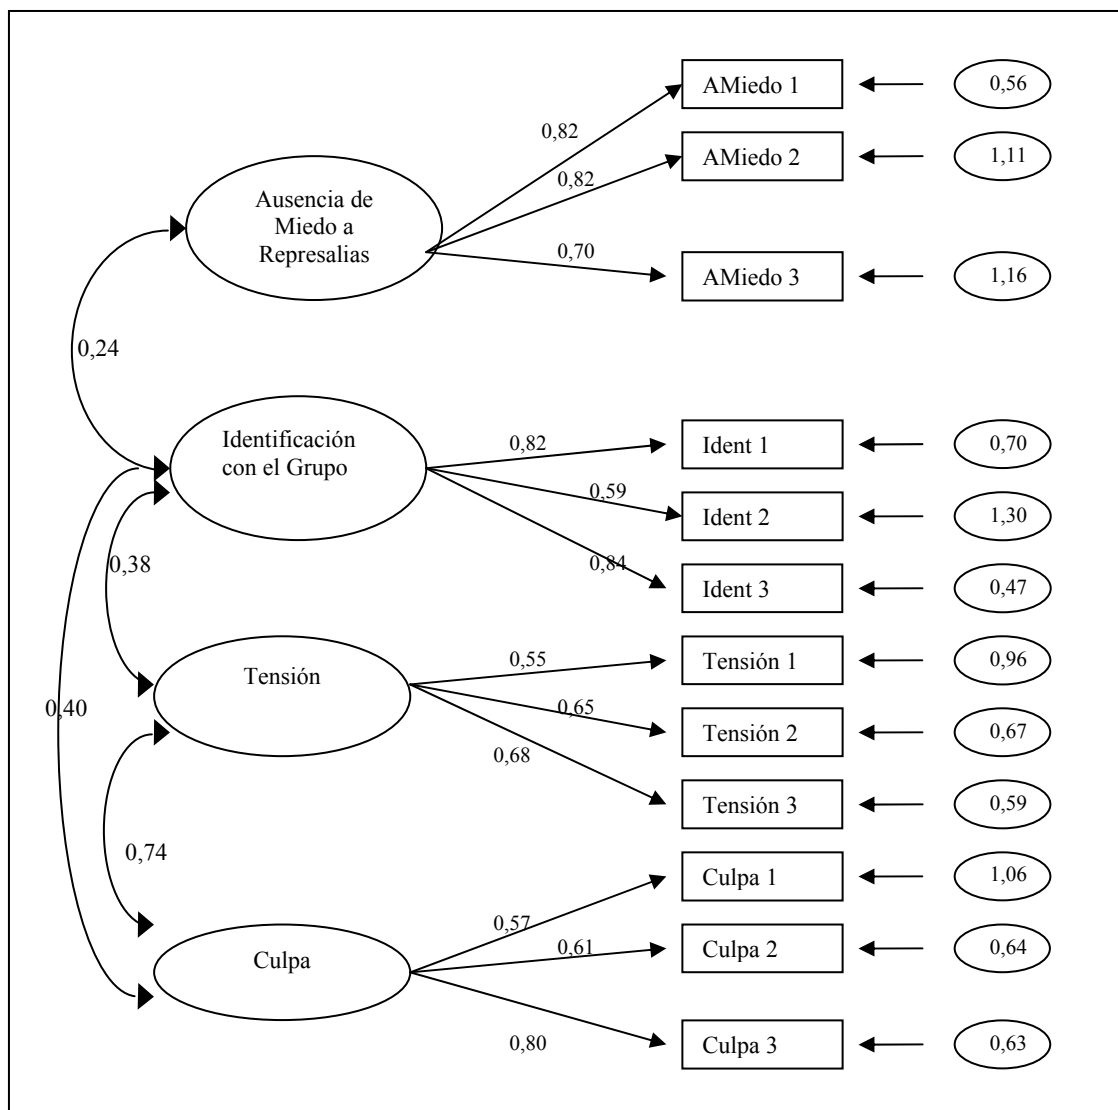 AMiedo 1
0,56
0,82
AMiedo 2
1,11
0,82
Ausencia de
Miedo a
Represalias
0,70
AMiedo 3
1,16
0,24
Identificación
con el Grupo
0,82
Ident 1
0,70
0,59
Ident 2
1,30
0,84
Ident 3
0,47
0,38
Tensión
0,55
Tensión 1
0,96
0,40
0,65
Tensión 2
0,67
0,68
Tensión 3
0,59
0,74
Culpa 1
1,06
0,57
Culpa
0,61
Culpa 2
0,64
0,80
Culpa 3
0,63